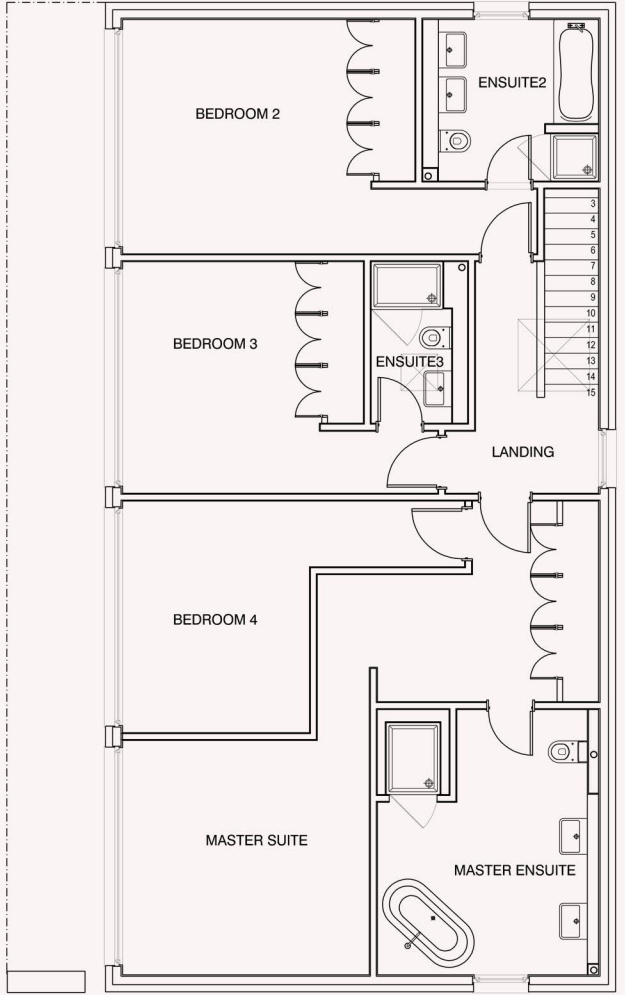 ENSUITE2
BEDROOM 2
3
4
5
6
7
8
9
10
11
12
13
14
15
BEDROOM 3
ENSUITE3
LANDING
BEDROOM 4
MASTER SUITE
MASTER ENSUITE